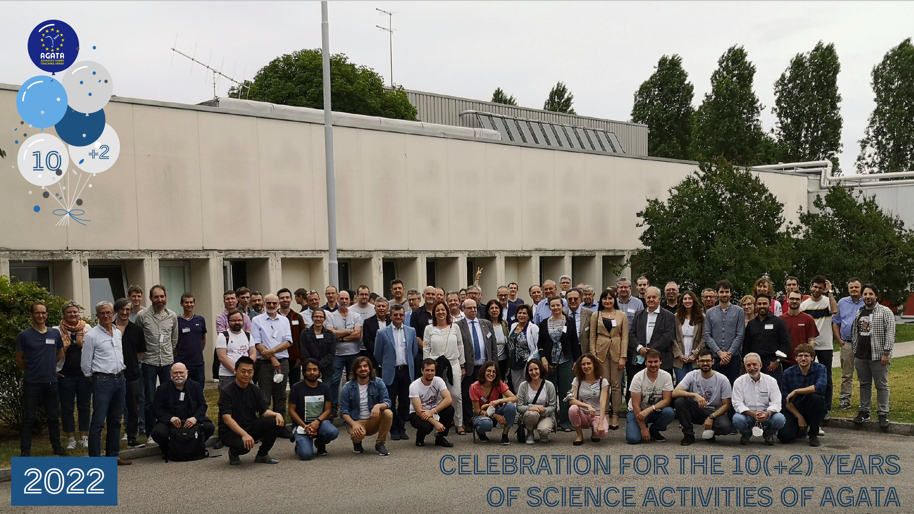 AGATA
10
+2
2022
CELEBRATION FOR THE 10(+2) YEARS
OF SCIENCE ACTIVITIES OF AGATA